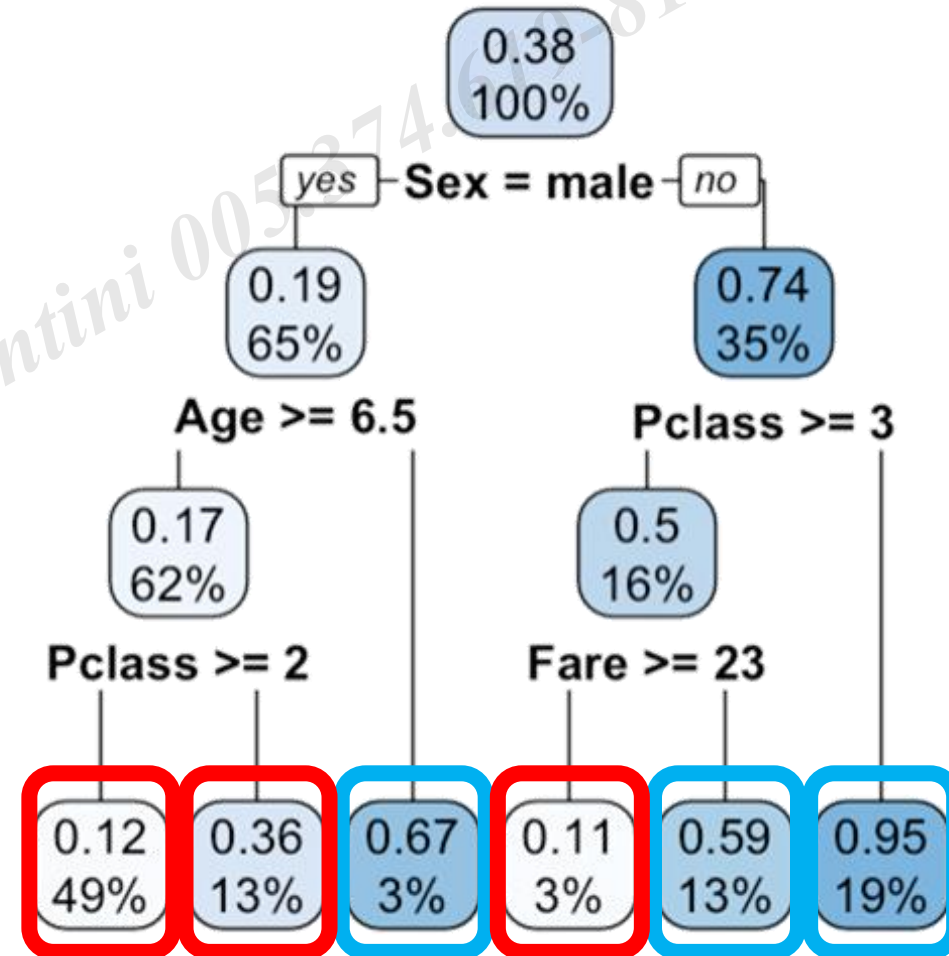 0.38
100%
yes Sex = male no
0.19 0.74
65% 35%
Age >= 6.5 Pclass >= 3
0.17 0.5
62% 16%
Pclass >= 2 Fare >= 23
0.12 0.36 0.67 0.11 0.59 0.95
49% 13% 3% 3% 13% 19%